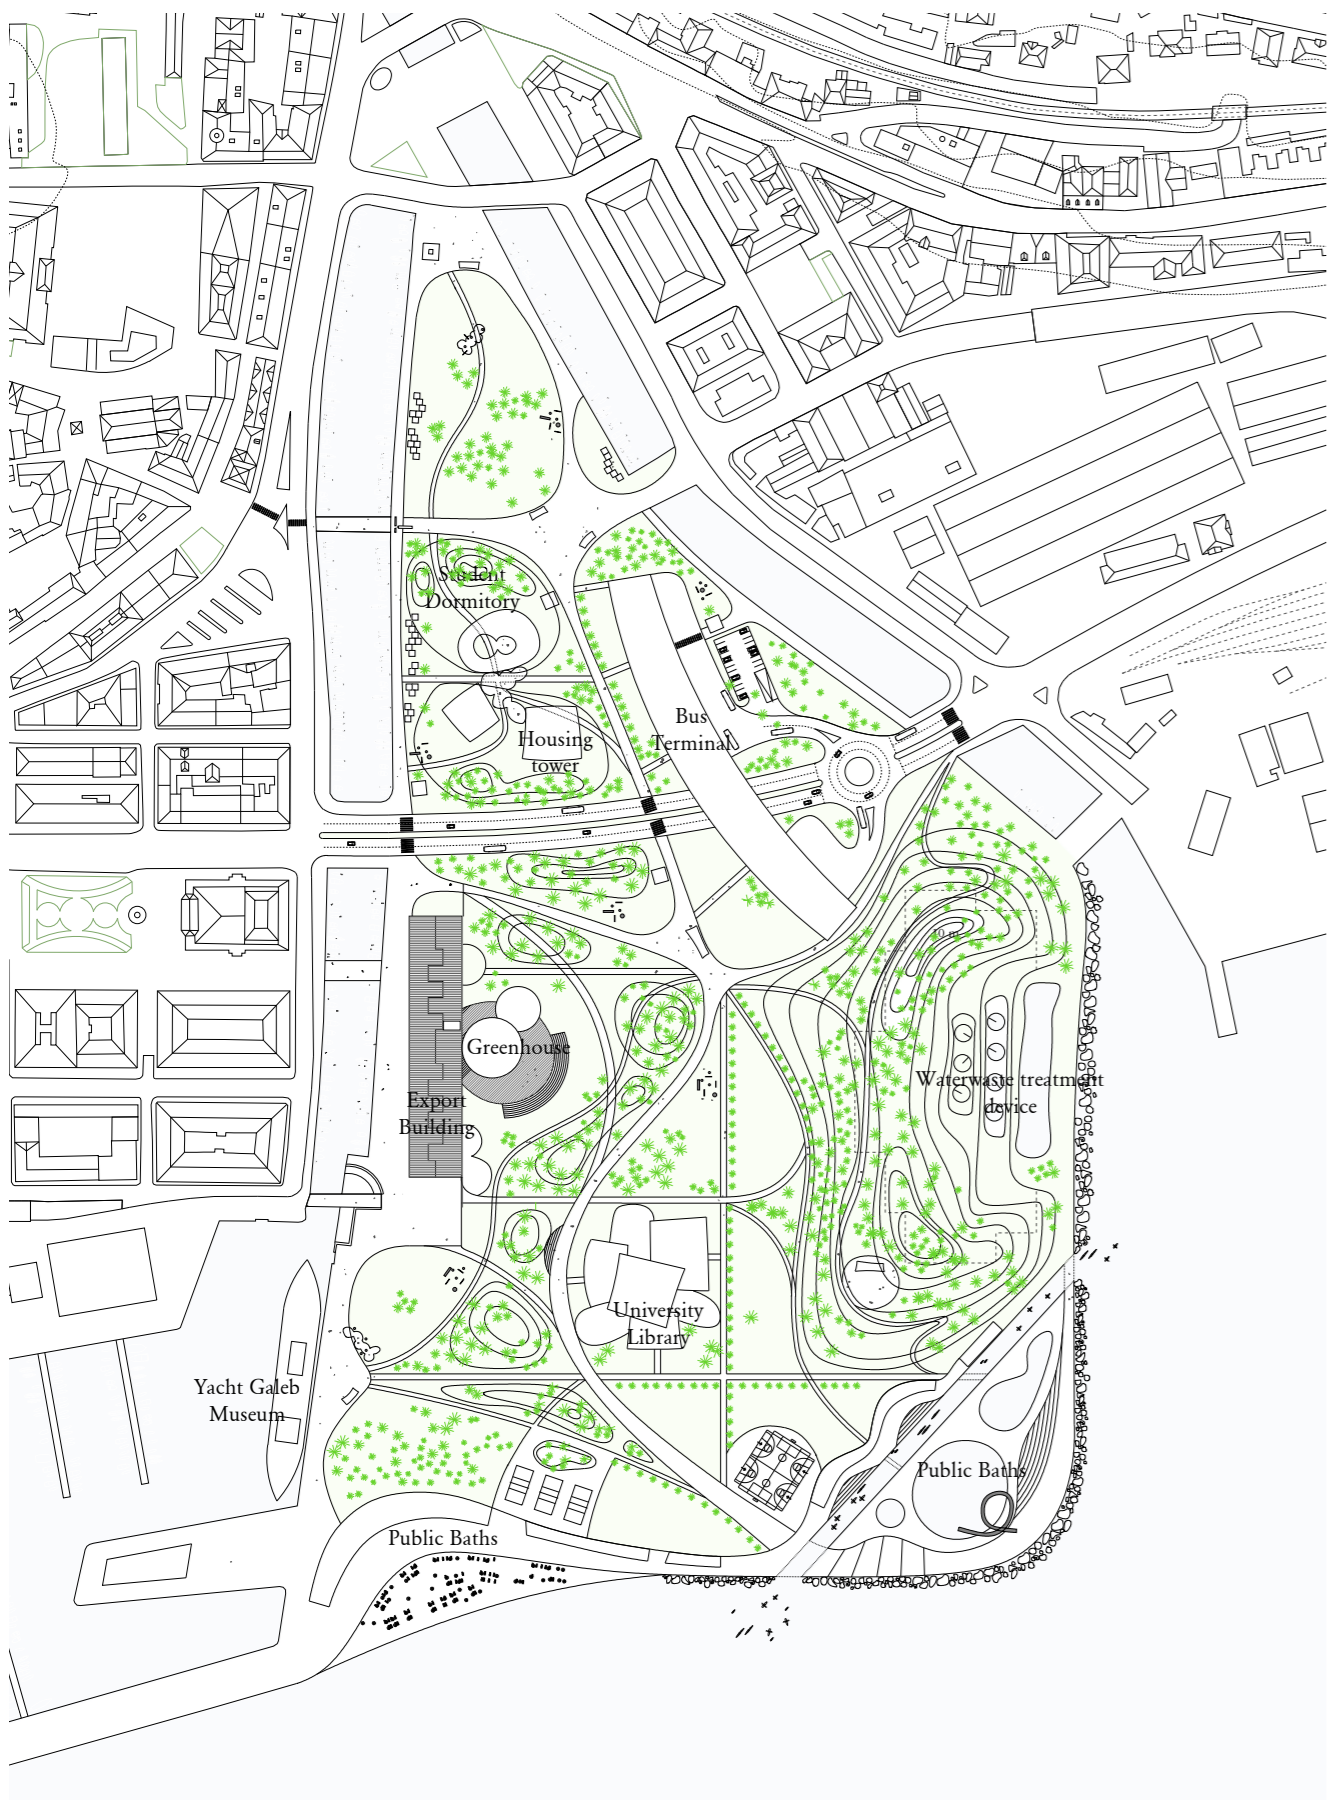 Student
Dormitory
Bus
Terminal
Housing
tower
10 m
Greenhouse
Waterwaste treatment
device
Export
Building
University
Library
Yacht Galeb
Museum
Public Baths
Public Baths